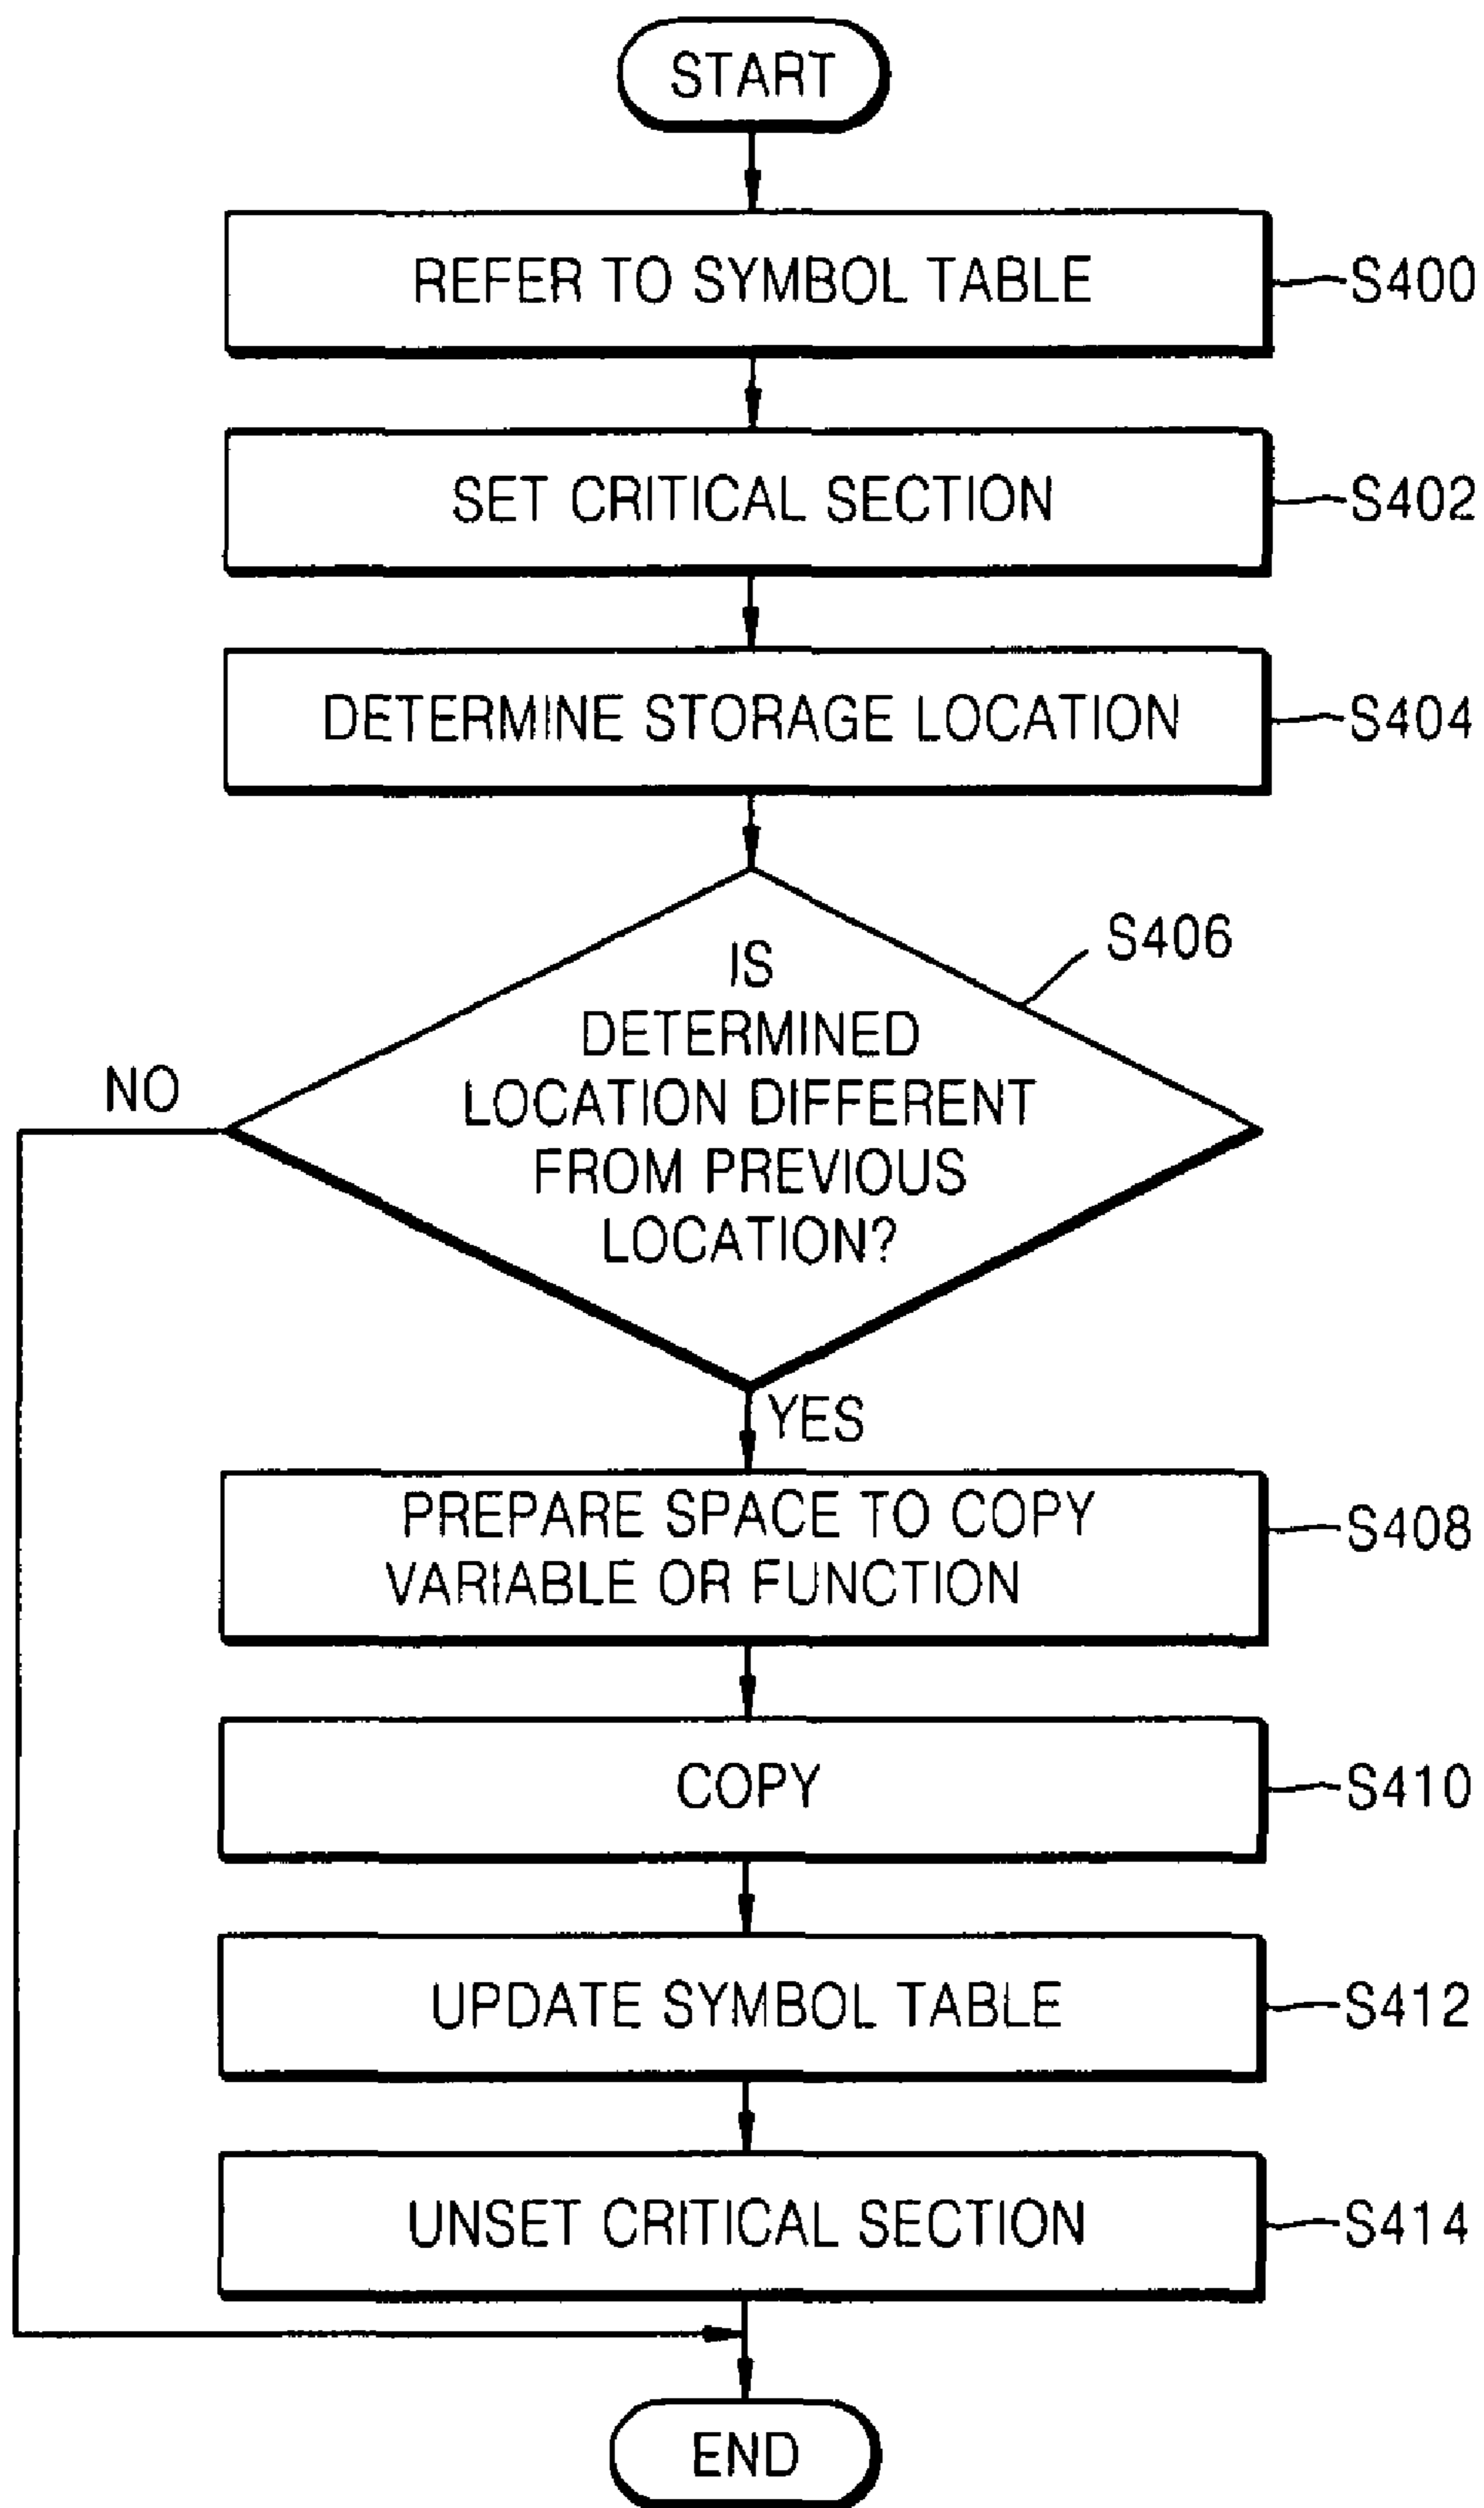 START
REFER TO SYMBOL TABLE
S400
SET CRITICAL SECTION
S402
DETERMINE STORAGE LOCATION
S404
S406
IS
DETERMINED
LOCATION DIFFERENT
FROM PREVIOUS
LOCATION?
NO
YES
PREPARE SPACE TO COPY
VARIABLE OR FUNCTION
S408
COPY
S410
UPDATE SYMBOL TABLE
S412
UNSET CRITICAL SECTION
S414
END